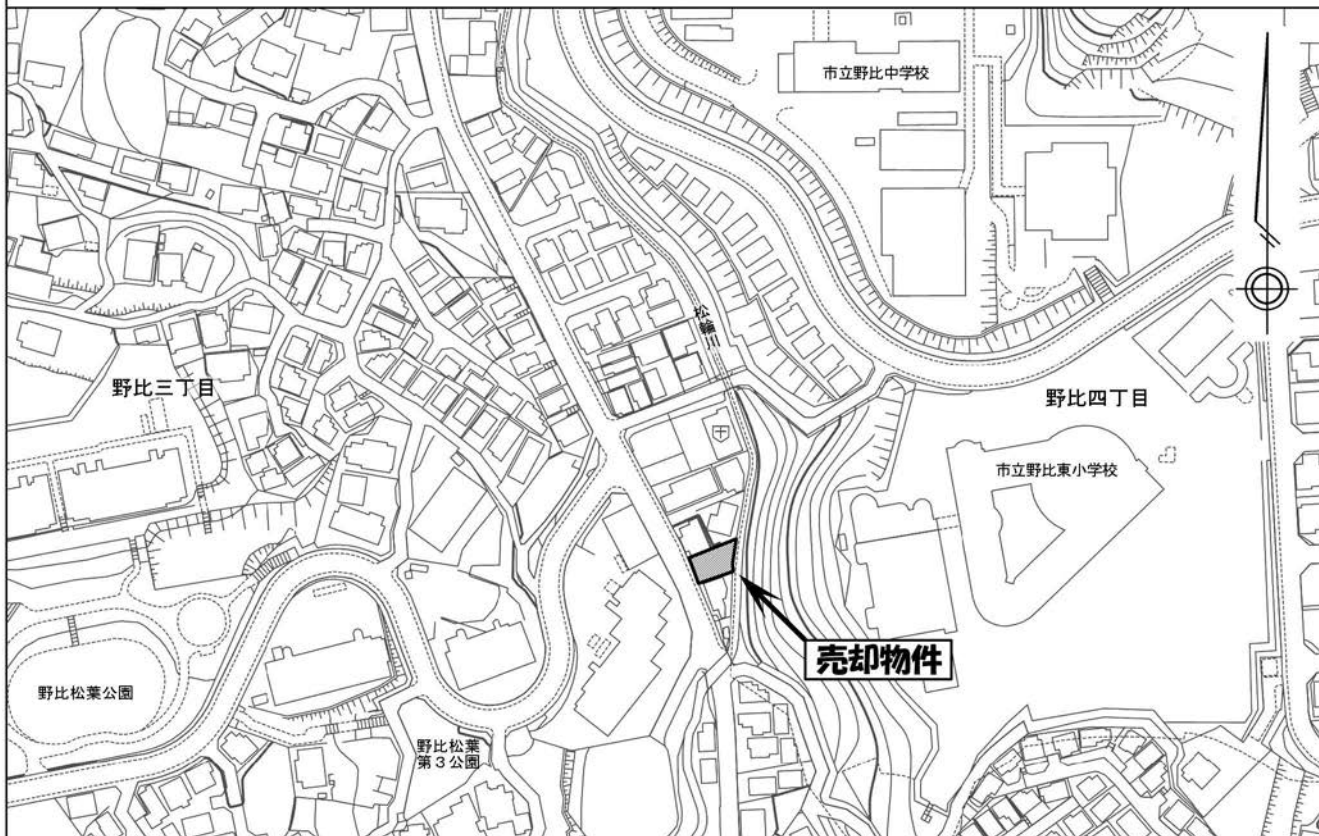 市立野比中学校
松輪川
野比三丁目
野比四丁目
市立野比東小学校
売却物件
野比松葉公園
野比松葉
第3公園